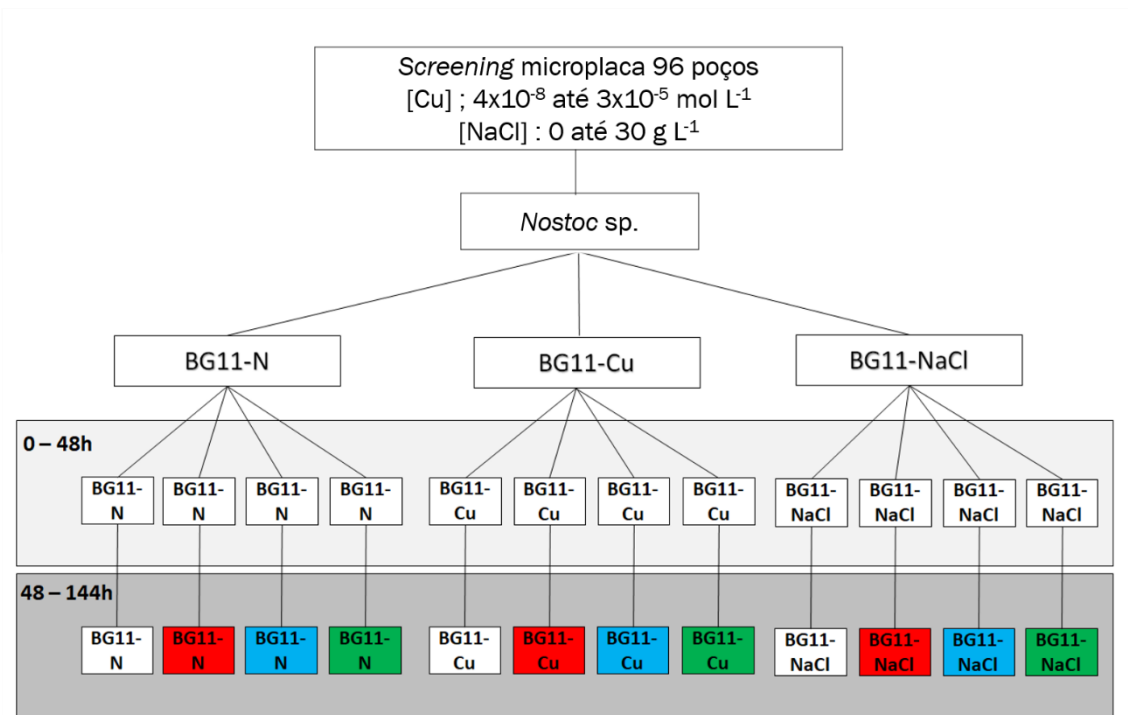 Screening microplaca 96 poços
[Cu] ; 4x10⁻⁸ até 3x10⁻⁵ mol L⁻¹
[NaCl] : 0 até 30 g L⁻¹
Nostoc sp.
BG11-N
BG11-Cu
BG11-NaCl
0 – 48h
BG11-
N
BG11-
N
BG11-
N
BG11-
N
BG11-
Cu
BG11-
Cu
BG11-
Cu
BG11-
Cu
BG11-
NaCl
BG11-
NaCl
BG11-
NaCl
BG11-
NaCl
48 – 144h
BG11-
N
BG11-
N
BG11-
N
BG11-
N
BG11-
Cu
BG11-
Cu
BG11-
Cu
BG11-
Cu
BG11-
NaCl
BG11-
NaCl
BG11-
NaCl
BG11-
NaCl